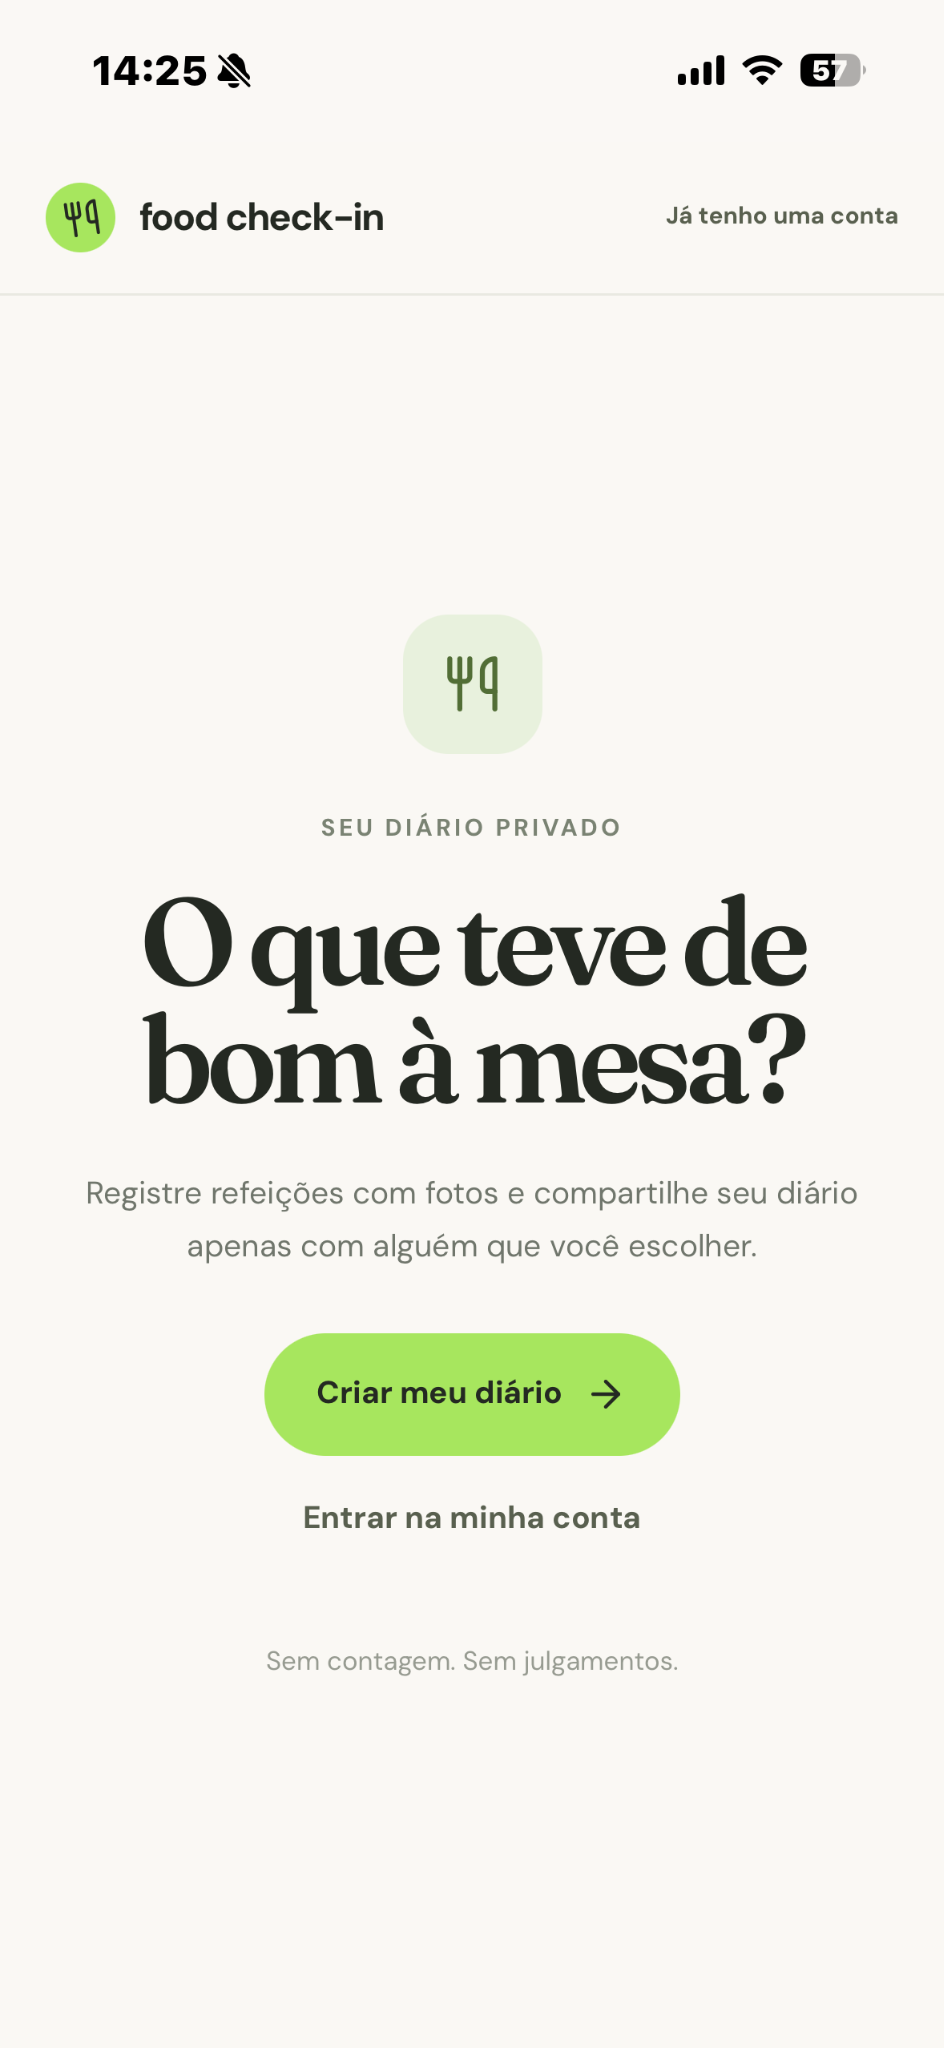 14:25
57
food check-in
Já tenho uma conta
SEU DIÁRIO PRIVADO
O que teve de
bom à mesa?
Registre refeições com fotos e compartilhe seu diário
apenas com alguém que você escolher.
Criar meu diário →
Entrar na minha conta
Sem contagem. Sem julgamentos.